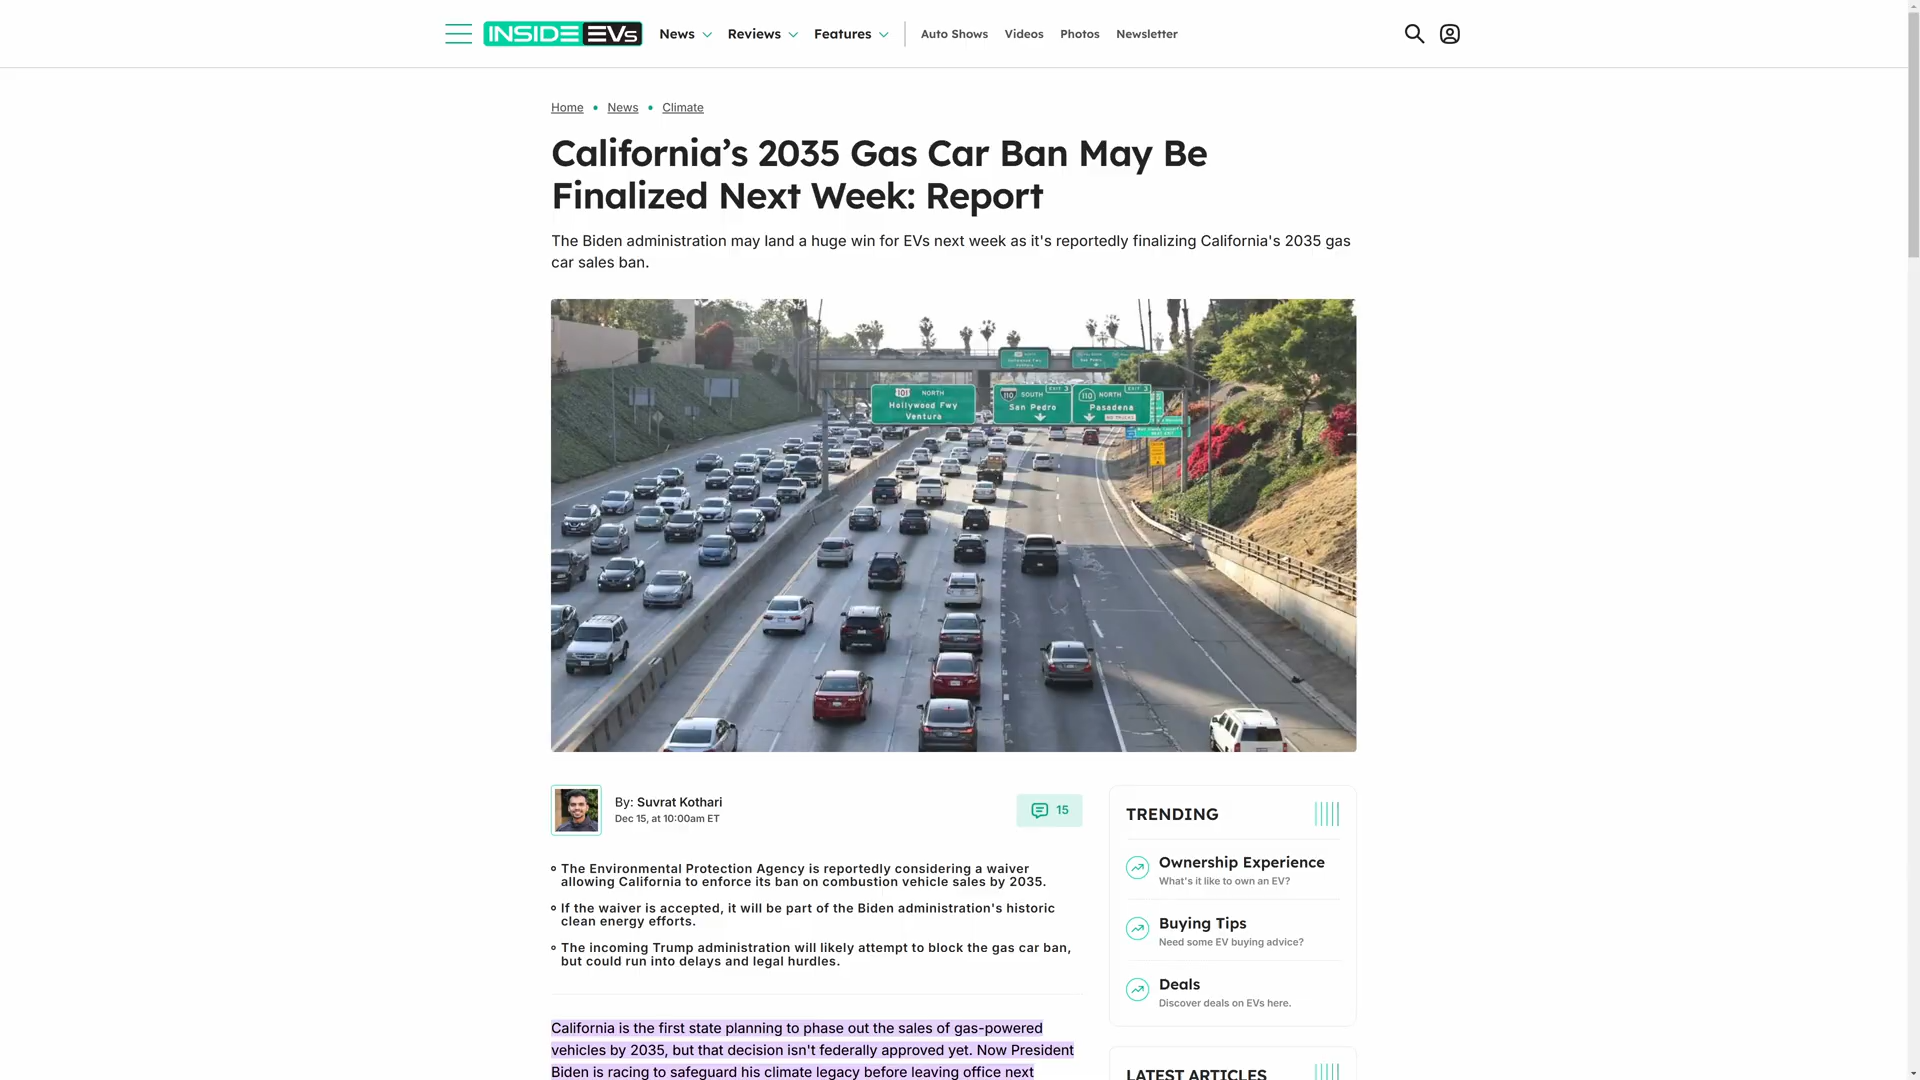 INSIDE EVs
News
Reviews
Features
Auto Shows
Videos
Photos
Newsletter
Home • News • Climate
California’s 2035 Gas Car Ban May Be
Finalized Next Week: Report
The Biden administration may land a huge win for EVs next week as it's reportedly finalizing California's 2035 gas
car sales ban.
101 NORTH
Hollywood Fwy
Ventura
110 SOUTH EXIT 3
San Pedro
110 NORTH EXIT 3
Pasadena
NO TRUCKS
By: Suvrat Kothari
Dec 15, at 10:00am ET
15
The Environmental Protection Agency is reportedly considering a waiver
allowing California to enforce its ban on combustion vehicle sales by 2035.
If the waiver is accepted, it will be part of the Biden administration's historic
clean energy efforts.
The incoming Trump administration will likely attempt to block the gas car ban,
but could run into delays and legal hurdles.
California is the first state planning to phase out the sales of gas-powered
vehicles by 2035, but that decision isn't federally approved yet. Now President
Biden is racing to safeguard his climate legacy before leaving office next
TRENDING
Ownership Experience
What's it like to own an EV?
Buying Tips
Need some EV buying advice?
Deals
Discover deals on EVs here.
LATEST ARTICLES